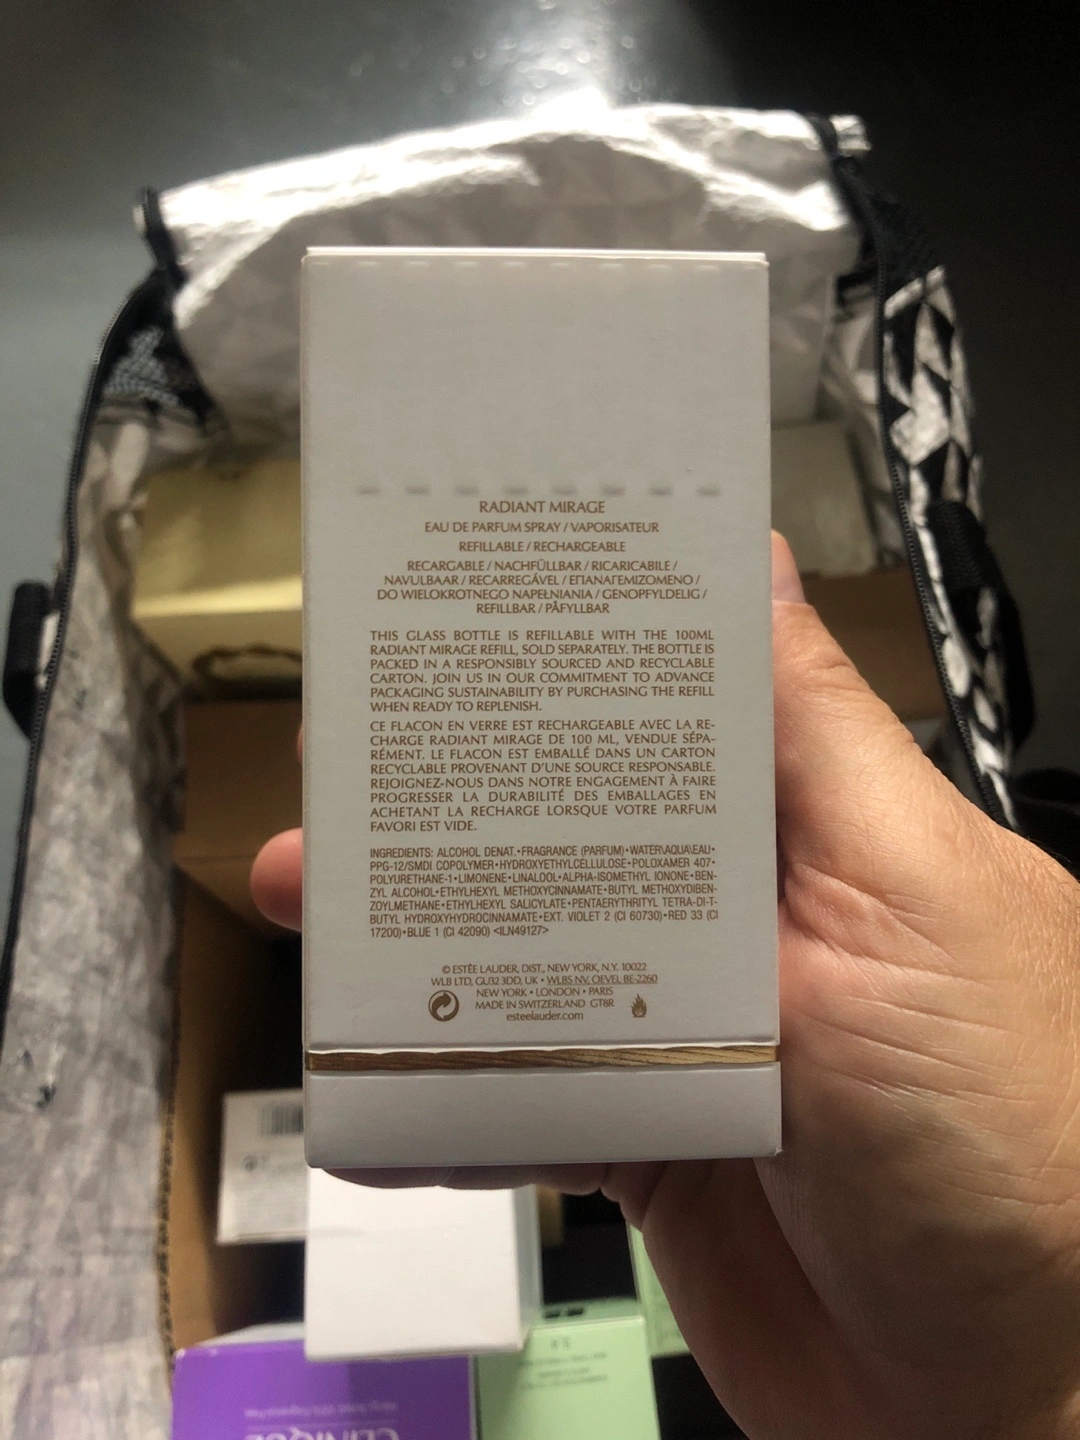 RADIANT MIRAGE
EAU DE PARFUM SPRAY / VAPORISATEUR
REFILLABLE / RECHARGEABLE
RECARGABLE / NACHFÜLLBAR / RICARICABILE /
NAVULBAAR / RECARREGÁVEL / ΕΠΑΝΑΓΕΜΙΖΟΜΕΝΟ /
DO WIELOKROTNEGO NAPEŁNIANIA / GENOPFYLDELIG /
REFILLBAR / PÅFYLLBAR
THIS GLASS BOTTLE IS REFILLABLE WITH THE 100ML
RADIANT MIRAGE REFILL, SOLD SEPARATELY. THE BOTTLE IS
PACKED IN A RESPONSIBLY SOURCED AND RECYCLABLE
CARTON. JOIN US IN OUR COMMITMENT TO ADVANCE
PACKAGING SUSTAINABILITY BY PURCHASING THE REFILL
WHEN READY TO REPLENISH.
CE FLACON EN VERRE EST RECHARGEABLE AVEC LA RE-
CHARGE RADIANT MIRAGE DE 100 ML, VENDUE SÉPA-
RÉMENT. LE FLACON EST EMBALLÉ DANS UN CARTON
RECYCLABLE PROVENANT D'UNE SOURCE RESPONSABLE.
REJOIGNEZ-NOUS DANS NOTRE ENGAGEMENT À FAIRE
PROGRESSER LA DURABILITÉ DES EMBALLAGES EN
ACHETANT LA RECHARGE LORSQUE VOTRE PARFUM
FAVORI EST VIDE.
INGREDIENTS: ALCOHOL DENAT.•FRAGRANCE (PARFUM)•WATER\AQUA\EAU•
PPG-12/SMDI COPOLYMER•HYDROXYETHYLCELLULOSE•POLOXAMER 407•
POLYURETHANE-1•LIMONENE•LINALOOL•ALPHA-ISOMETHYL IONONE•BEN-
ZYL ALCOHOL•ETHYLHEXYL METHOXYCINNAMATE•BUTYL METHOXYDIBEN-
ZOYLMETHANE•ETHYLHEXYL SALICYLATE•PENTAERYTHRITYL TETRA-DI-T-
BUTYL HYDROXYHYDROCINNAMATE•EXT. VIOLET 2 (CI 60730)•RED 33 (CI
17200)•BLUE 1 (CI 42090) <ILN49127>
© ESTÉE LAUDER, DIST., NEW YORK, N.Y. 10022
WLB LTD, GU32 3DD, UK • WLBS NV, OEVEL BE-2260
NEW YORK • LONDON • PARIS
MADE IN SWITZERLAND GT8R
esteelauder.com
CLINIQUE